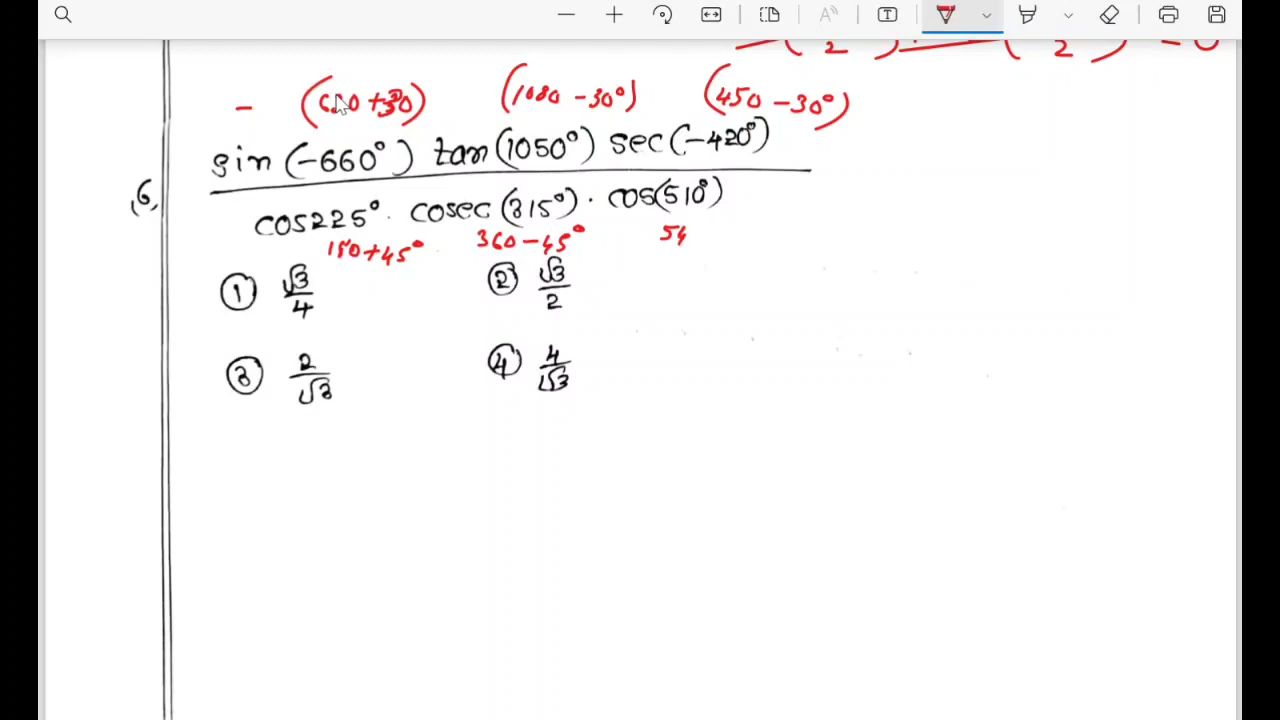 - (630+30) (1080-30°) (450-30°)
6, sin(-660°) tan(1050°) sec(-420°)
cos225° · cosec(315°) · cos(510°)
180+45° 360-45° 54
① √3/4 ② √3/2
③ 2/√3 ④ 4/√3